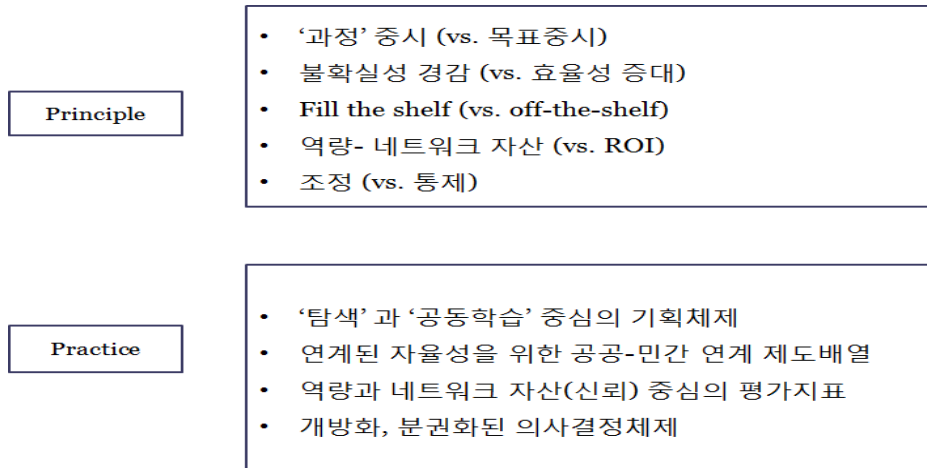 Principle
• ‘과정’ 중시 (vs. 목표중시)
• 불확실성 경감 (vs. 효율성 증대)
• Fill the shelf (vs. off-the-shelf)
• 역량- 네트워크 자산 (vs. ROI)
• 조정 (vs. 통제)
Practice
• ‘탐색’ 과 ‘공동학습’ 중심의 기획체제
• 연계된 자율성을 위한 공공-민간 연계 제도배열
• 역량과 네트워크 자산(신뢰) 중심의 평가지표
• 개방화, 분권화된 의사결정체제